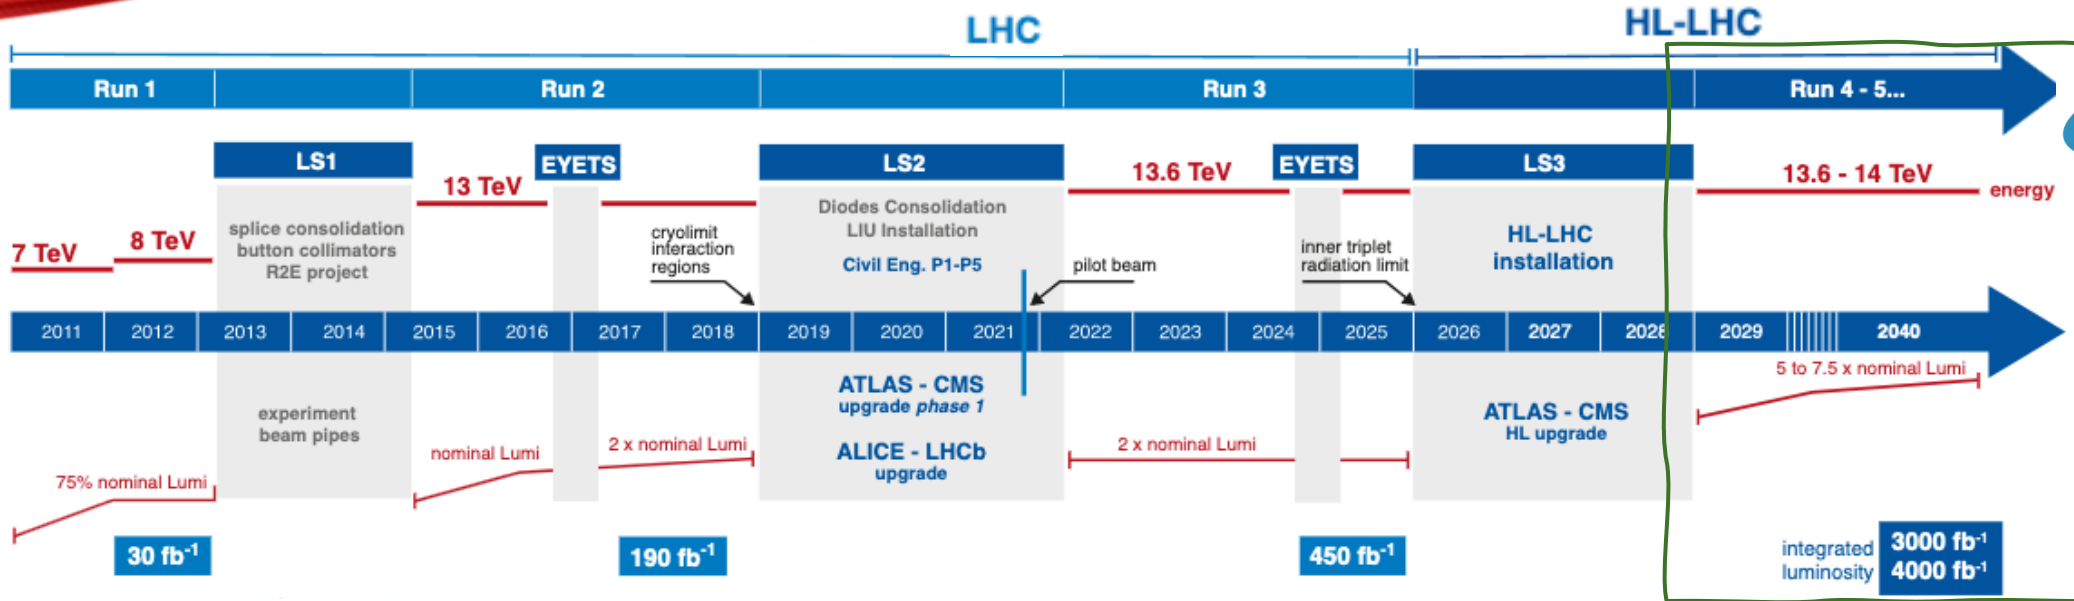 LHC
HL-LHC
Run 1
Run 2
Run 3
Run 4 - 5...
LS1
EYETS
LS2
EYETS
LS3
13 TeV
13.6 TeV
13.6 - 14 TeV
energy
7 TeV
8 TeV
splice consolidation
button collimators
R2E project
cryolimit
interaction
regions
Diodes Consolidation
LIU Installation
Civil Eng. P1-P5
pilot beam
inner triplet
radiation limit
HL-LHC
installation
2011
2012
2013
2014
2015
2016
2017
2018
2019
2020
2021
2022
2023
2024
2025
2026
2027
2028
2029
2040
5 to 7.5 x nominal Lumi
experiment
beam pipes
ATLAS - CMS
upgrade phase 1
ALICE - LHCb
upgrade
ATLAS - CMS
HL upgrade
75% nominal Lumi
nominal Lumi
2 x nominal Lumi
2 x nominal Lumi
30 fb⁻¹
190 fb⁻¹
450 fb⁻¹
integrated
luminosity
3000 fb⁻¹
4000 fb⁻¹